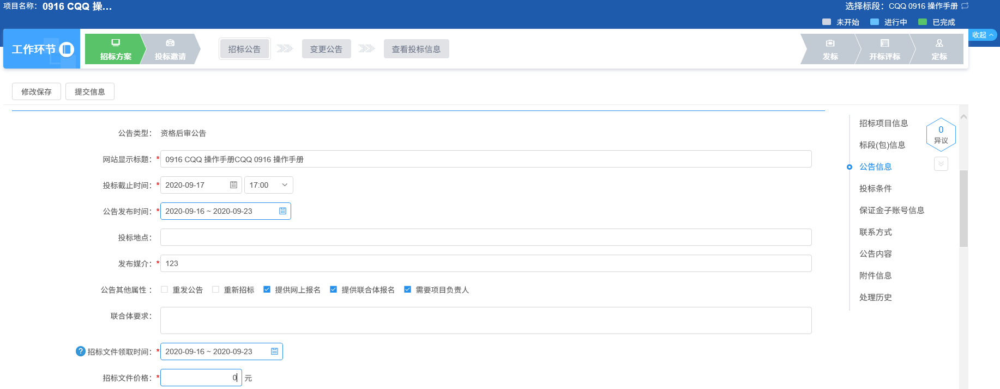 项目名称： 0916 CQQ 操...
选择标段： CQQ 0916 操作手册
未开始 进行中 已完成
收起
工作环节
招标方案
投标邀请
招标公告
变更公告
查看投标信息
发标
开标评标
定标
修改保存
提交信息
公告类型： 资格后审公告
网站显示标题：* 0916 CQQ 操作手册CQQ 0916 操作手册
投标截止时间：* 2020-09-17 17:00
公告发布时间：* 2020-09-16 ~ 2020-09-23
投标地点：
发布媒介：* 123
公告其他属性： 重发公告 重新招标 提供网上报名 提供联合体报名 需要项目负责人
联合体要求：
? 招标文件领取时间：* 2020-09-16 ~ 2020-09-23
招标文件价格：* 0 元
招标项目信息
标段(包)信息
公告信息
投标条件
保证金子账号信息
联系方式
公告内容
附件信息
处理历史
0
异议